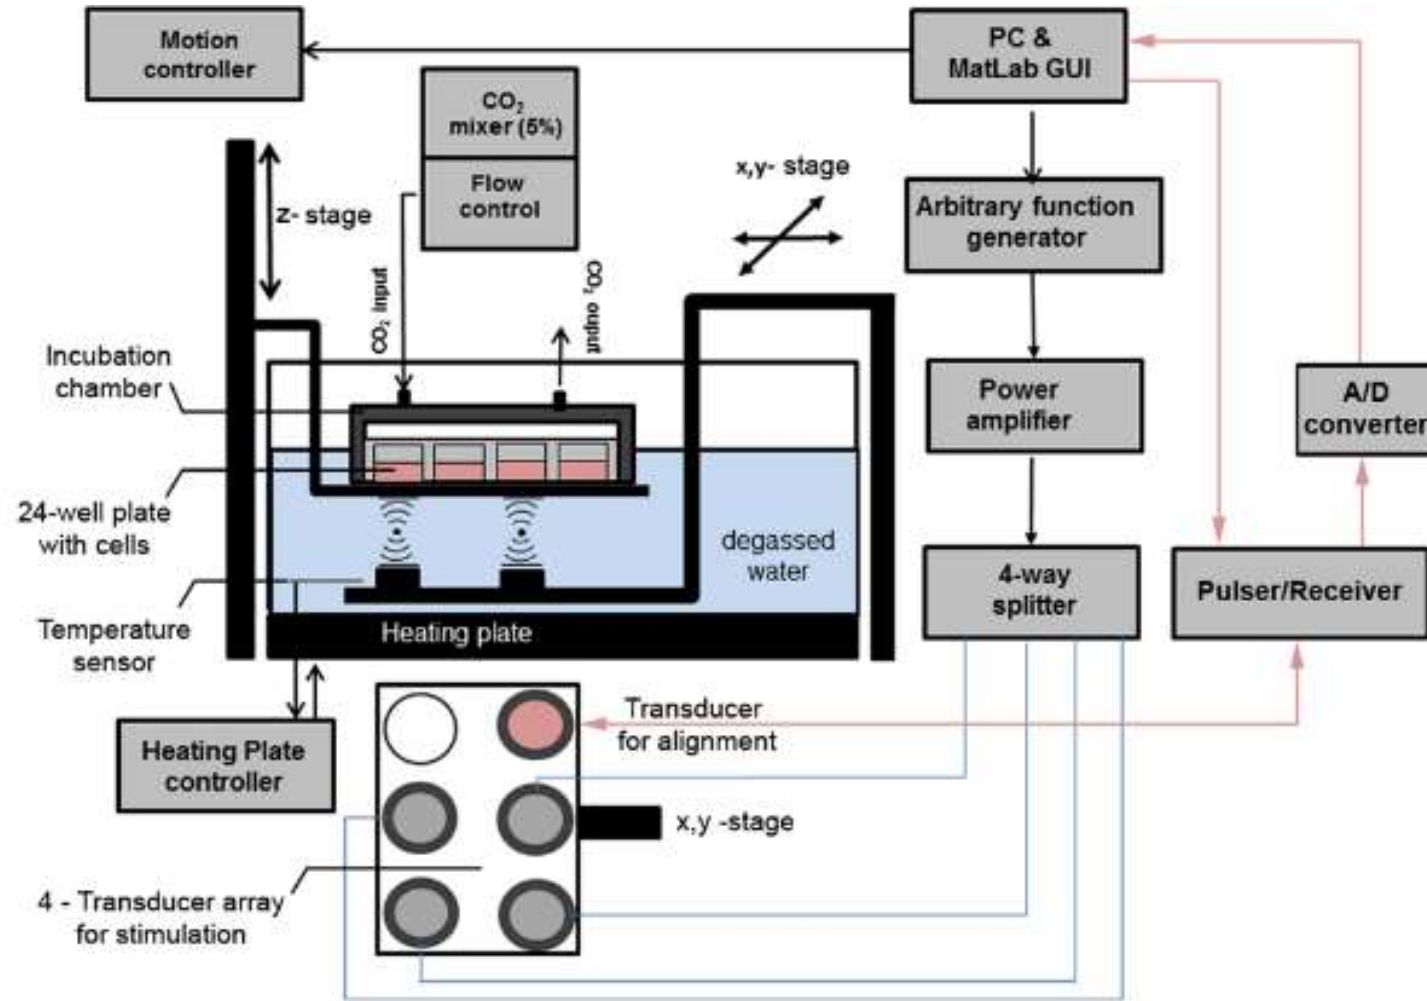 Motion
controller
PC &
MatLab GUI
CO2
mixer (5%)
Flow
control
x,y- stage
z- stage
Arbitrary function
generator
CO2 input
CO2 ouput
Incubation
chamber
Power
amplifier
A/D
converter
24-well plate
with cells
degassed
water
4-way
splitter
Pulser/Receiver
Temperature
sensor
Heating plate
Transducer
for alignment
Heating Plate
controller
x,y -stage
4 - Transducer array
for stimulation